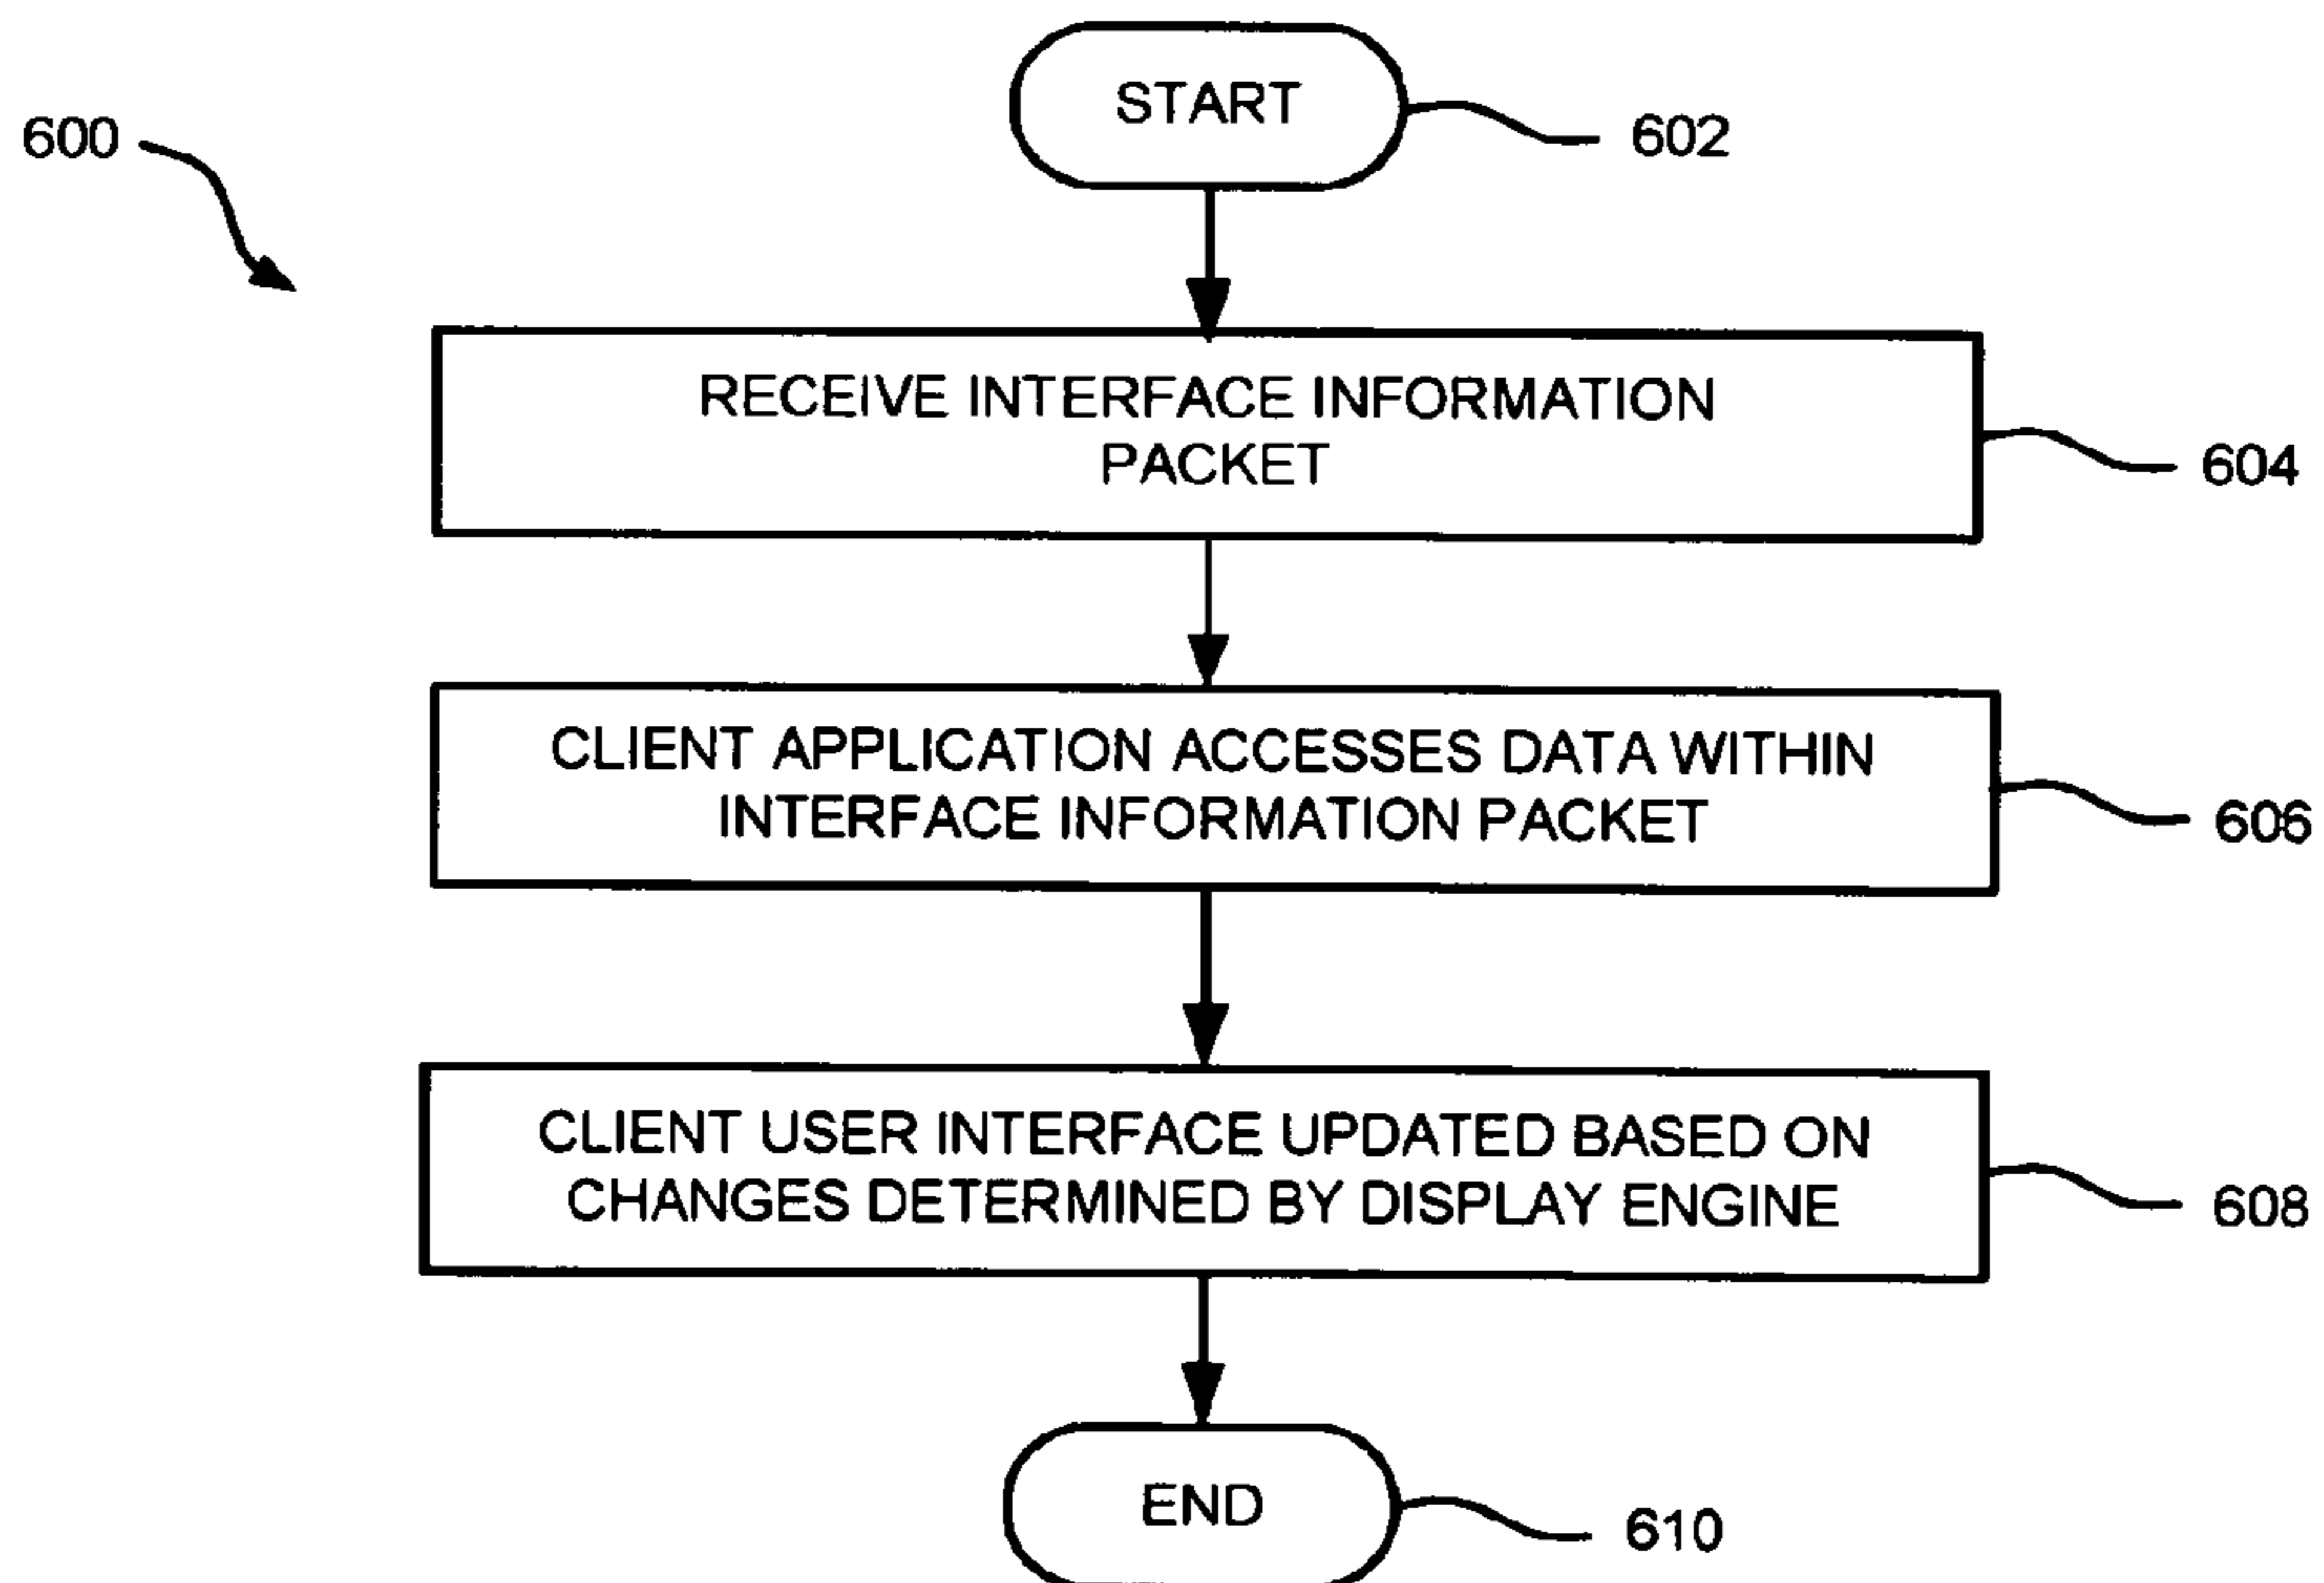 START
600
602
RECEIVE INTERFACE INFORMATION
PACKET
604
CLIENT APPLICATION ACCESSES DATA WITHIN
INTERFACE INFORMATION PACKET
606
CLIENT USER INTERFACE UPDATED BASED ON
CHANGES DETERMINED BY DISPLAY ENGINE
608
END
610